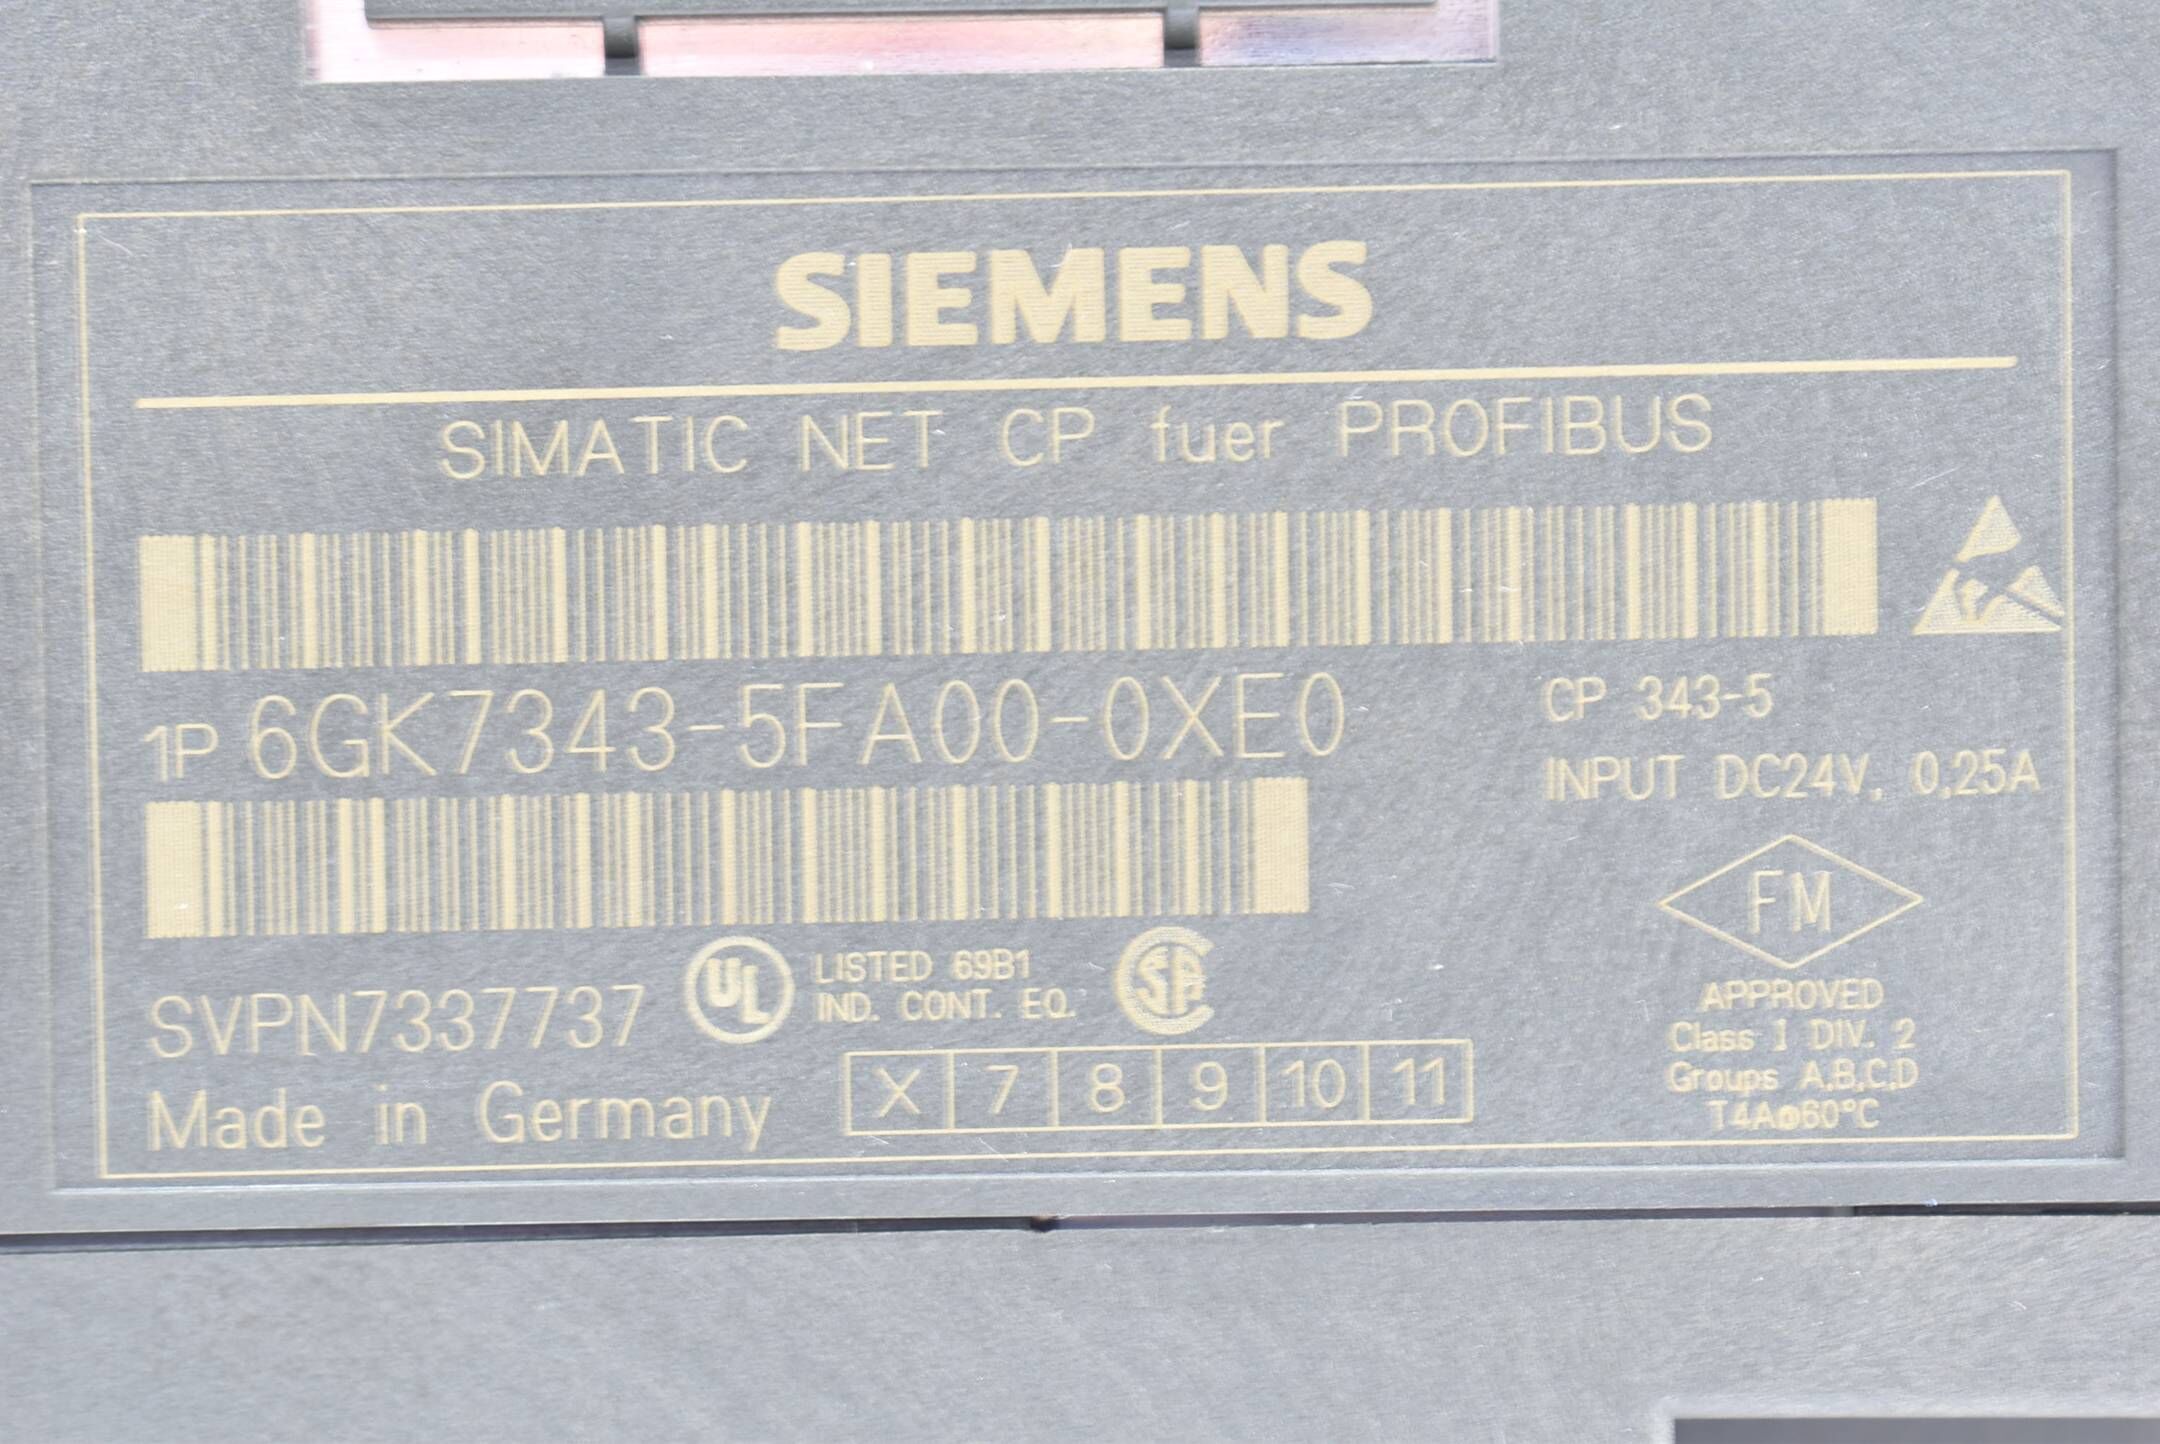 SIEMENS
SIMATIC NET CP fuer PROFIBUS
1P 6GK7343-5FA00-0XE0
CP 343-5
INPUT DC24V, 0,25A
FM
APPROVED
Class I DIV. 2
Groups A,B,C,D
T4A@60°C
SVPN7337737
UL
LISTED 69B1
IND. CONT. EQ.
SA
Made in Germany
X 7 8 9 10 11